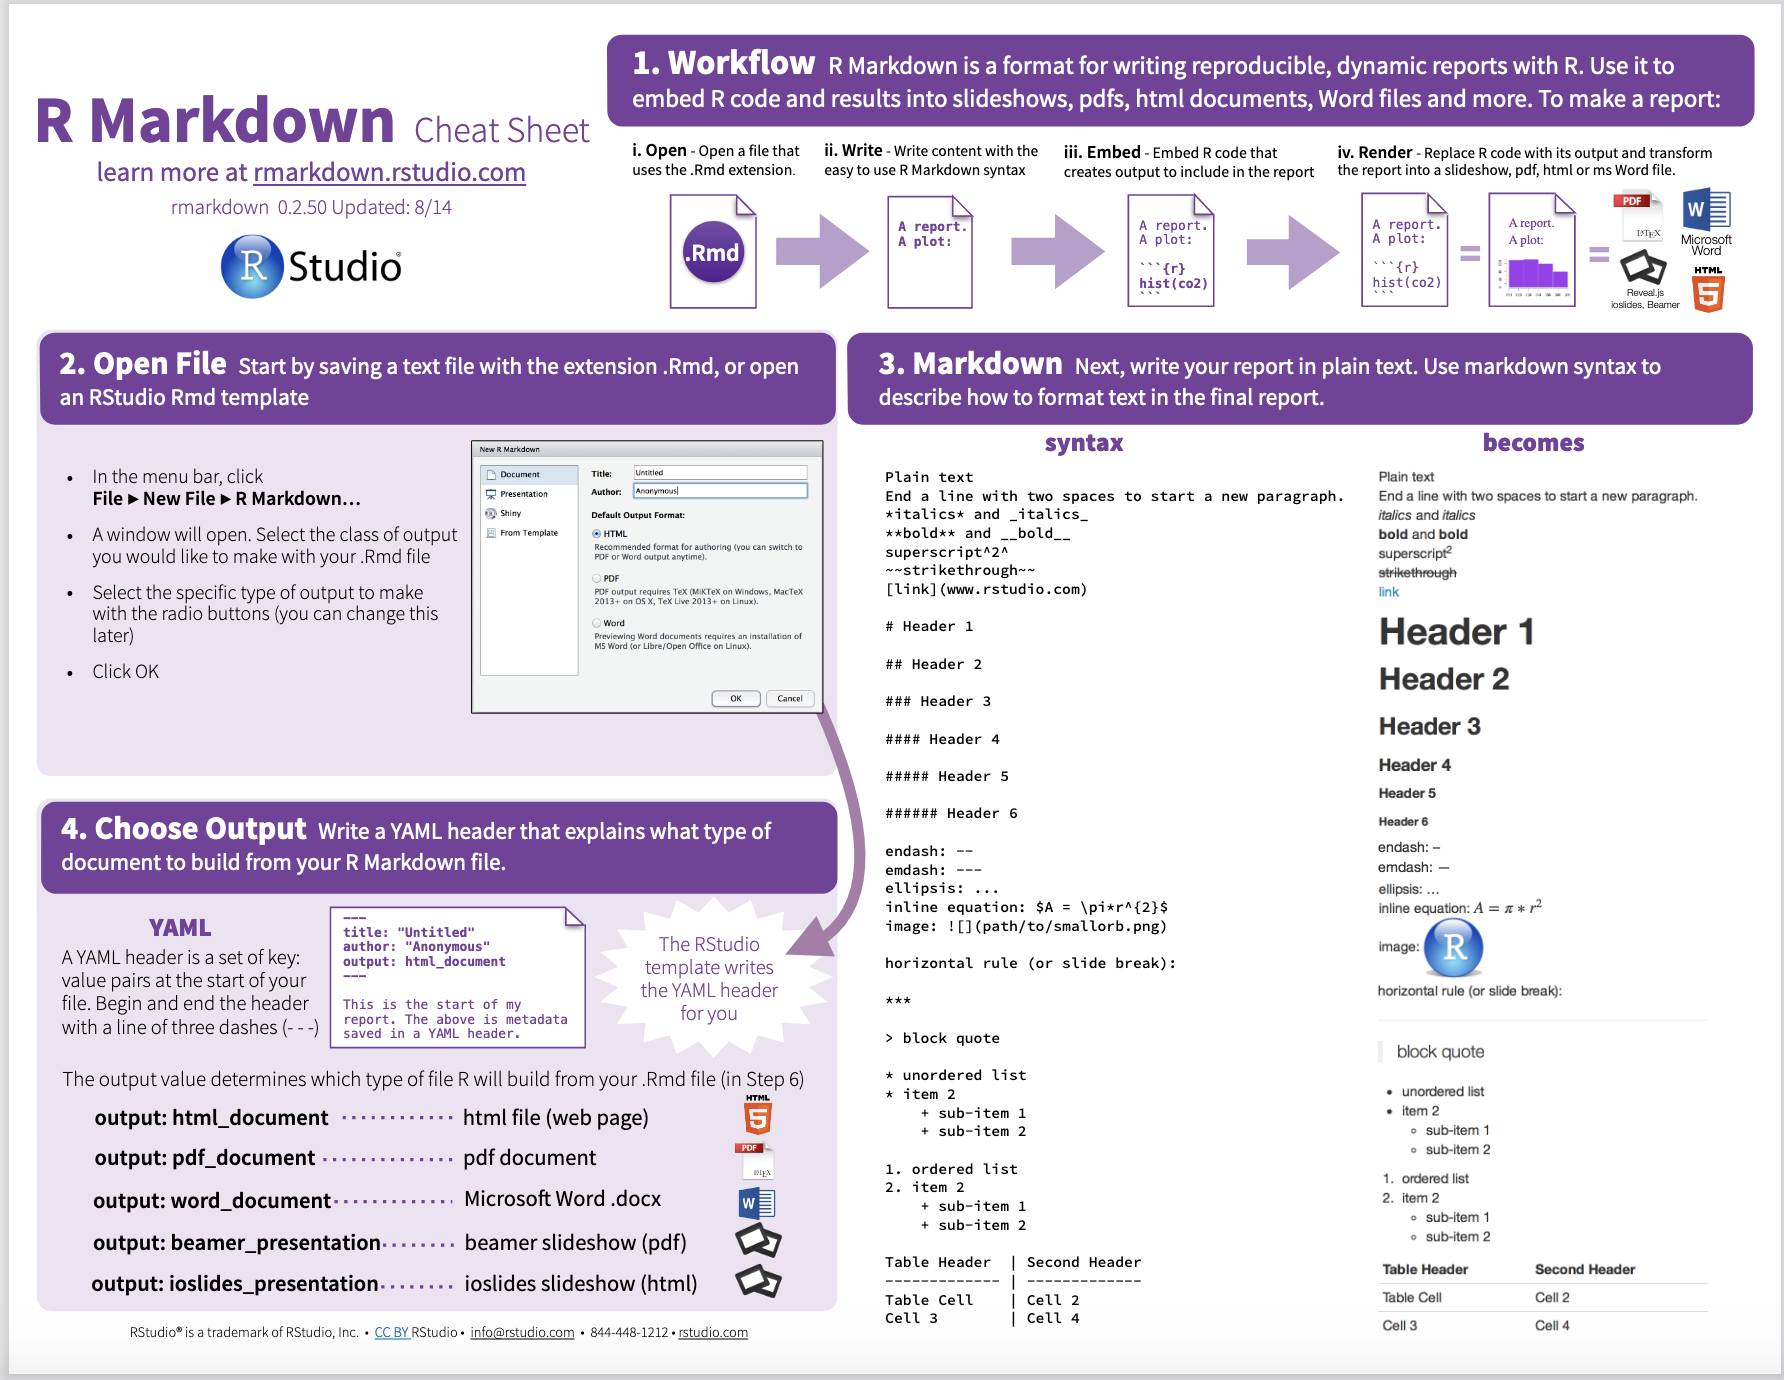 R Markdown Cheat Sheet
learn more at rmarkdown.rstudio.com
rmarkdown 0.2.50 Updated: 8/14
R Studio®
1. Workflow R Markdown is a format for writing reproducible, dynamic reports with R. Use it to
embed R code and results into slideshows, pdfs, html documents, Word files and more. To make a report:
i. Open - Open a file that
uses the .Rmd extension.
ii. Write - Write content with the
easy to use R Markdown syntax
iii. Embed - Embed R code that
creates output to include in the report
iv. Render - Replace R code with its output and transform
the report into a slideshow, pdf, html or ms Word file.
.Rmd
A report.
A plot:
A report.
A plot:
```{r}
hist(co2)
```
A report.
A plot:
```{r}
hist(co2)
```
=
A report.
A plot:
=
PDF
LATEX
W
Microsoft
Word
Reveal.js
ioslides, Beamer
HTML
5
2. Open File Start by saving a text file with the extension .Rmd, or open
an RStudio Rmd template
• In the menu bar, click
File ▸ New File ▸ R Markdown…
• A window will open. Select the class of output
you would like to make with your .Rmd file
• Select the specific type of output to make
with the radio buttons (you can change this
later)
• Click OK
New R Markdown
Document
Presentation
Shiny
From Template
Title: Untitled
Author: Anonymous
Default Output Format:
HTML
Recommended format for authoring (you can switch to
PDF or Word output anytime).
PDF
PDF output requires TeX (MiKTeX on Windows, MacTeX
2013+ on OS X, TeX Live 2013+ on Linux).
Word
Previewing Word documents requires an installation of
MS Word (or Libre/Open Office on Linux).
OK Cancel
4. Choose Output Write a YAML header that explains what type of
document to build from your R Markdown file.
YAML
A YAML header is a set of key:
value pairs at the start of your
file. Begin and end the header
with a line of three dashes (- - -)
---
title: "Untitled"
author: "Anonymous"
output: html_document
---
This is the start of my
report. The above is metadata
saved in a YAML header.
The RStudio
template writes
the YAML header
for you
The output value determines which type of file R will build from your .Rmd file (in Step 6)
output: html_document ........... html file (web page)
HTML
5
output: pdf_document ............. pdf document
PDF
LATEX
output: word_document............ Microsoft Word .docx
W
output: beamer_presentation........ beamer slideshow (pdf)
output: ioslides_presentation........ ioslides slideshow (html)
RStudio® is a trademark of RStudio, Inc. • CC BY RStudio • info@rstudio.com • 844-448-1212 • rstudio.com
3. Markdown Next, write your report in plain text. Use markdown syntax to
describe how to format text in the final report.
syntax
Plain text
End a line with two spaces to start a new paragraph.
*italics* and _italics_
**bold** and __bold__
superscript^2^
~~strikethrough~~
[link](www.rstudio.com)
# Header 1
## Header 2
### Header 3
#### Header 4
##### Header 5
###### Header 6
endash: --
emdash: ---
ellipsis: ...
inline equation: $A = \pi*r^{2}$
image: ![](path/to/smallorb.png)
horizontal rule (or slide break):
***
> block quote
* unordered list
* item 2
+ sub-item 1
+ sub-item 2
1. ordered list
2. item 2
+ sub-item 1
+ sub-item 2
Table Header | Second Header
------------- | -------------
Table Cell | Cell 2
Cell 3 | Cell 4
becomes
Plain text
End a line with two spaces to start a new paragraph.
italics and italics
bold and bold
superscript²
strikethrough
link
Header 1
Header 2
Header 3
Header 4
Header 5
Header 6
endash: –
emdash: —
ellipsis: …
inline equation: A = π * r²
image: R
horizontal rule (or slide break):
block quote
• unordered list
• item 2
○ sub-item 1
○ sub-item 2
1. ordered list
2. item 2
○ sub-item 1
○ sub-item 2
Table Header Second Header
Table Cell Cell 2
Cell 3 Cell 4